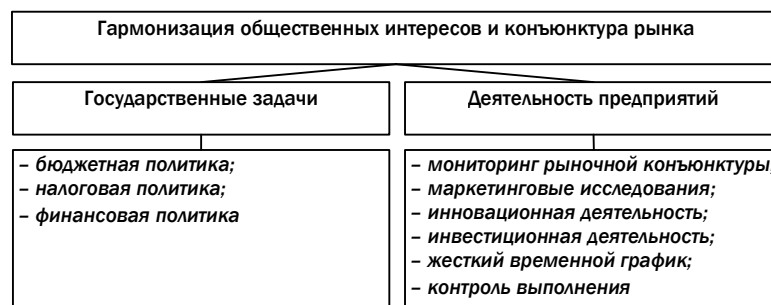 Гармонизация общественных интересов и конъюнктура рынка
Государственные задачи
– бюджетная политика;
– налоговая политика;
– финансовая политика
Деятельность предприятий
– мониторинг рыночной конъюнктуры;
– маркетинговые исследования;
– инновационная деятельность;
– инвестиционная деятельность;
– жесткий временной график;
– контроль выполнения